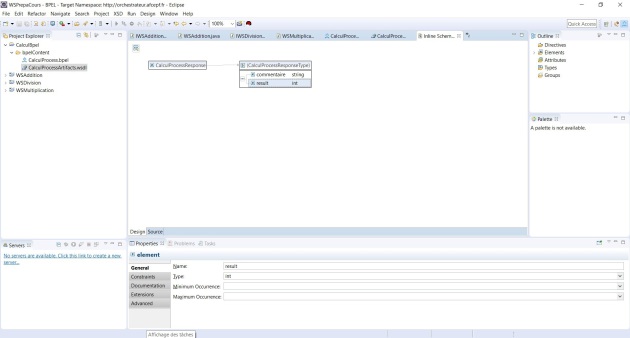 WSPrepaCours - BPEL - Target Namespace: http://orchestrateur.afcepf.fr - Eclipse
File Edit Refactor Navigate Search Project XSD Run Design Window Help
100%
Quick Access
Project Explorer
CalculBpel
bpelContent
CalculProcess.bpel
CalculProcessArtifacts.wsdl
WSAddition
WSDivision
WSMultiplication
IWSAddition...
WSAddition.java
IWSDivision...
WSMultiplica...
CalculProce...
CalculProce...
Inline Schem...
CalculProcessResponse
(CalculProcessResponseType)
commentaire string
result int
Design Source
Outline
Directives
Elements
Attributes
Types
Groups
Palette
A palette is not available.
Servers
No servers are available. Click this link to create a new server...
Properties Problems Tasks
element
General
Constraints
Documentation
Extensions
Advanced
Name: result
Type: int
Minimum Occurrence:
Maximum Occurrence:
Affichage des tâches